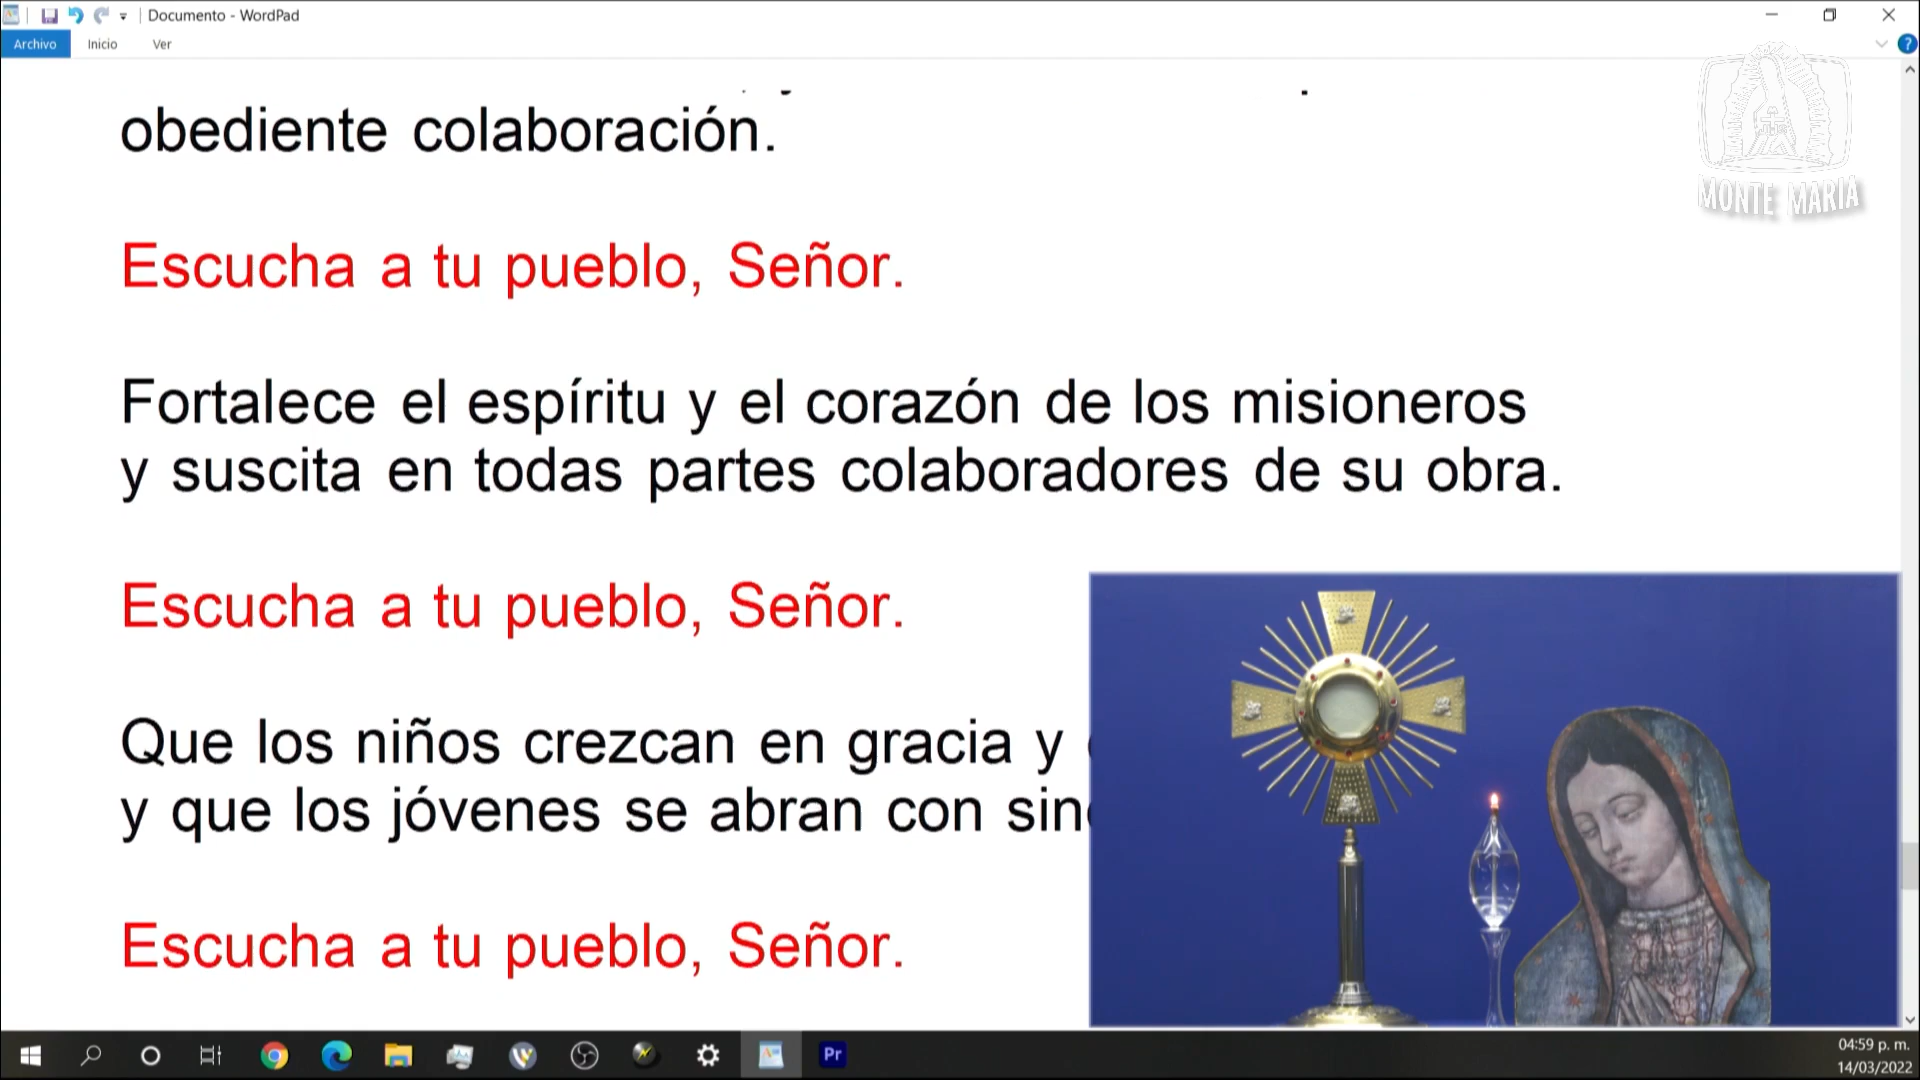 Documento - WordPad
Archivo Inicio Ver
MONTE MARÍA
obediente colaboración.
Escucha a tu pueblo, Señor.
Fortalece el espíritu y el corazón de los misioneros
y suscita en todas partes colaboradores de su obra.
Escucha a tu pueblo, Señor.
Que los niños crezcan en gracia y
y que los jóvenes se abran con
Escucha a tu pueblo, Señor.
Pr
04:59 p. m.
14/03/2022